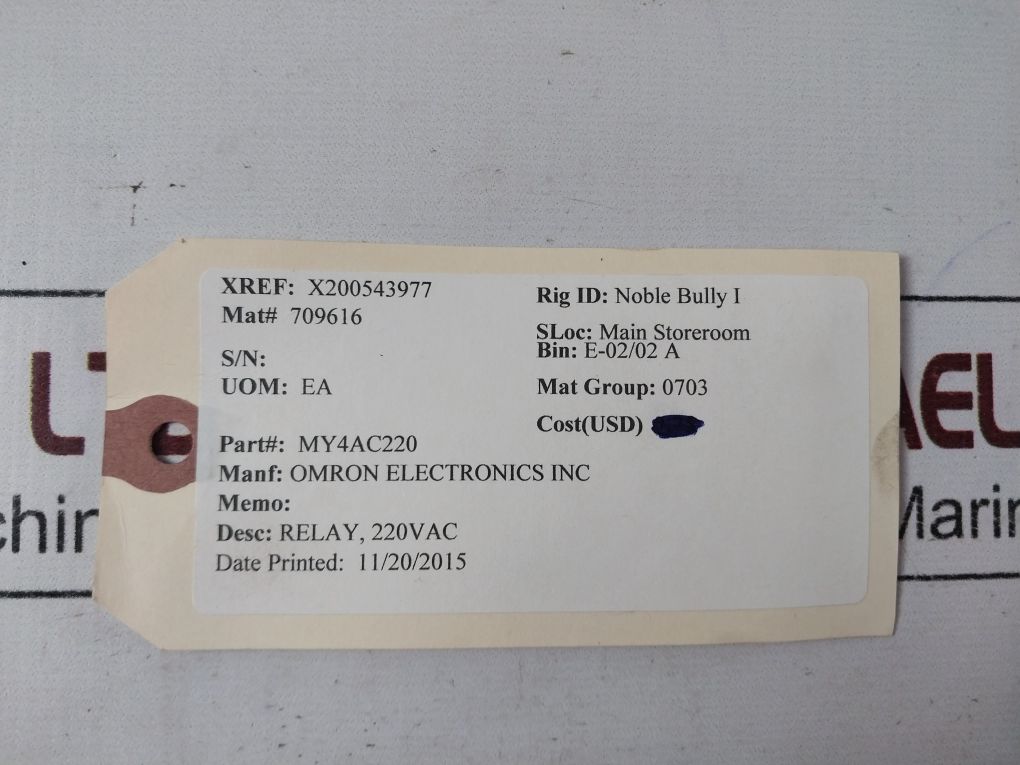 XREF: X200543977
Mat# 709616
S/N:
UOM: EA
Part#: MY4AC220
Manf: OMRON ELECTRONICS INC
Memo:
Desc: RELAY, 220VAC
Date Printed: 11/20/2015
Rig ID: Noble Bully I
SLoc: Main Storeroom
Bin: E-02/02 A
Mat Group: 0703
Cost(USD)